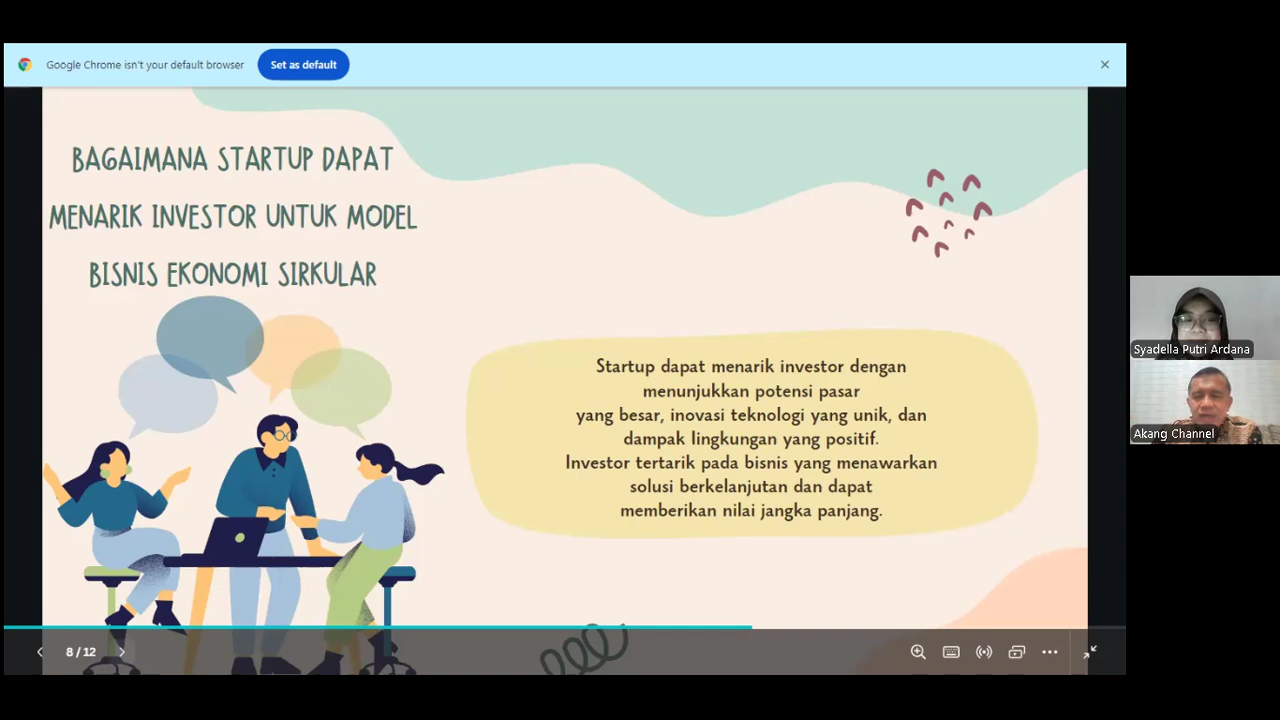 Google Chrome isn't your default browser
Set as default
BAGAIMANA STARTUP DAPAT
MENARIK INVESTOR UNTUK MODEL
BISNIS EKONOMI SIRKULAR
Startup dapat menarik investor dengan
menunjukkan potensi pasar
yang besar, inovasi teknologi yang unik, dan
dampak lingkungan yang positif.
Investor tertarik pada bisnis yang menawarkan
solusi berkelanjutan dan dapat
memberikan nilai jangka panjang.
8 / 12
Syadella Putri Ardana
Akang Channel